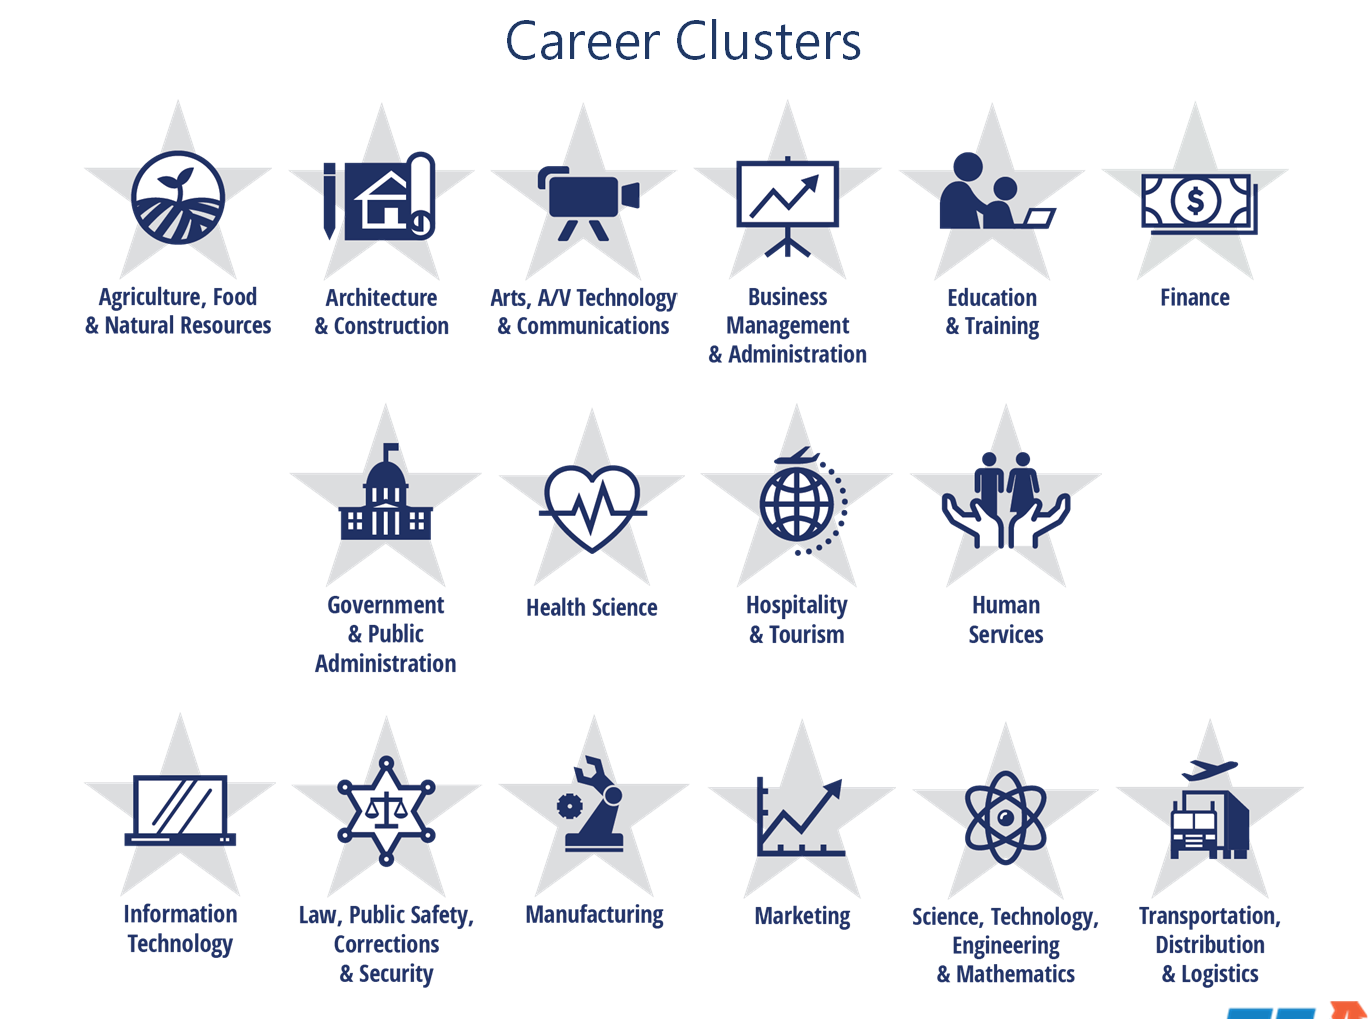 Career Clusters
Agriculture, Food
& Natural Resources
Architecture
& Construction
Arts, A/V Technology
& Communications
Business
Management
& Administration
Education
& Training
$
Finance
Government
& Public
Administration
Health Science
Hospitality
& Tourism
Human
Services
Information
Technology
Law, Public Safety,
Corrections
& Security
Manufacturing
Marketing
Science, Technology,
Engineering
& Mathematics
Transportation,
Distribution
& Logistics